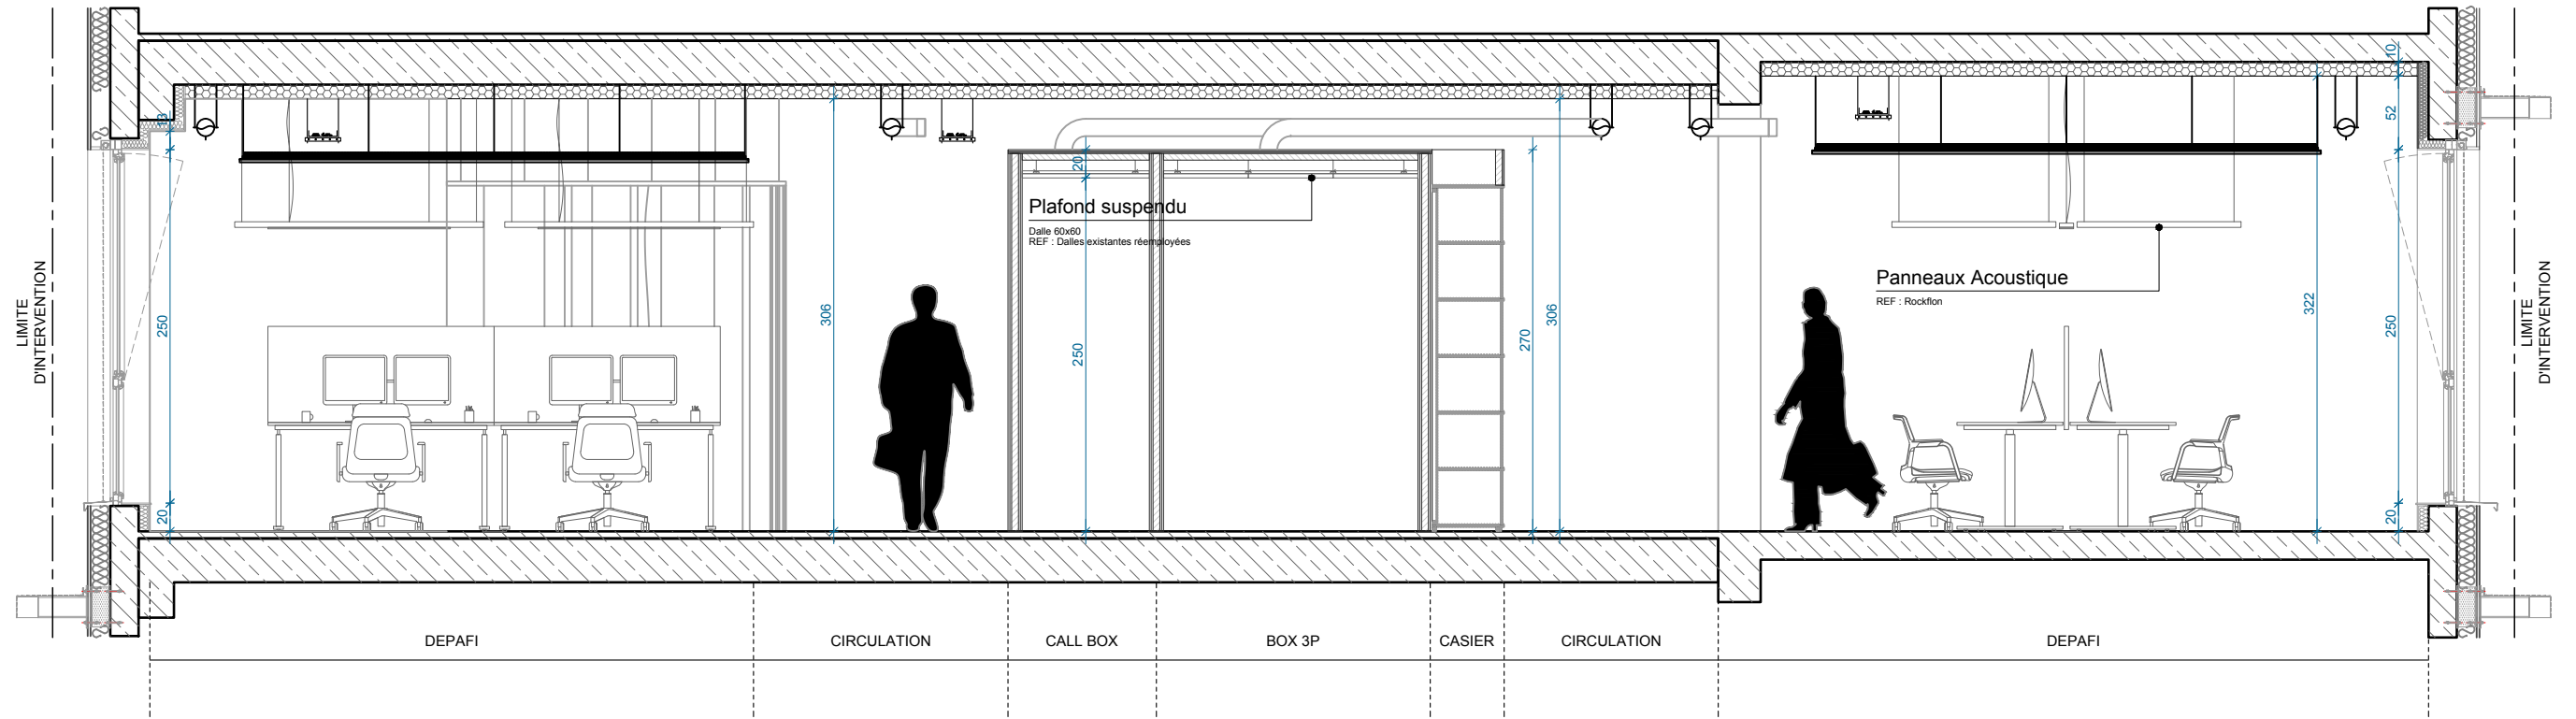 10
13
52
20
Plafond suspendu
Dalle 60x60
REF : Dalles existantes réemployées
Panneaux Acoustique
REF : Rockflon
LIMITE
D'INTERVENTION
250
306
250
270
306
322
250
LIMITE
D'INTERVENTION
20
20
DEPAFI
CIRCULATION
CALL BOX
BOX 3P
CASIER
CIRCULATION
DEPAFI